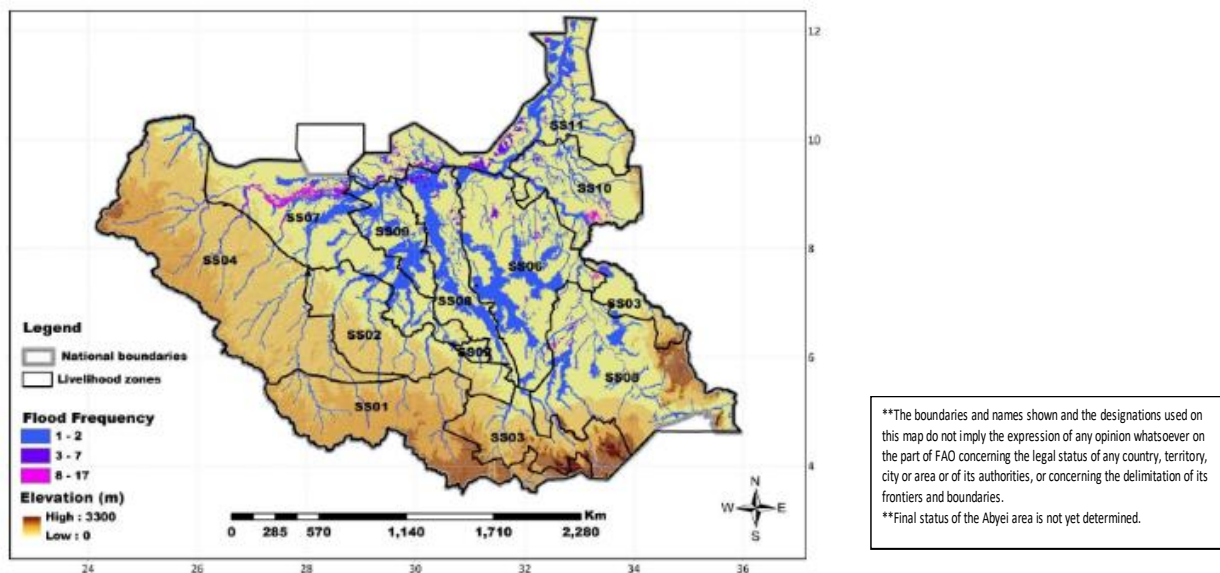 12
10
8
6
4
SS11
SS10
SS07
SS09
SS04
SS06
SS08
SS03
SS02
SS09
SS05
SS01
SS03
Legend
National boundaries
Livelihood zones
Flood Frequency
1 - 2
3 - 7
8 - 17
Elevation (m)
High : 3300
Low : 0
Km
0 285 570 1,140 1,710 2,280
N
W E
S
24 26 28 30 32 34 36
**The boundaries and names shown and the designations used on
this map do not imply the expression of any opinion whatsoever on
the part of FAO concerning the legal status of any country, territory,
city or area or of its authorities, or concerning the delimitation of its
frontiers and boundaries.
**Final status of the Abyei area is not yet determined.